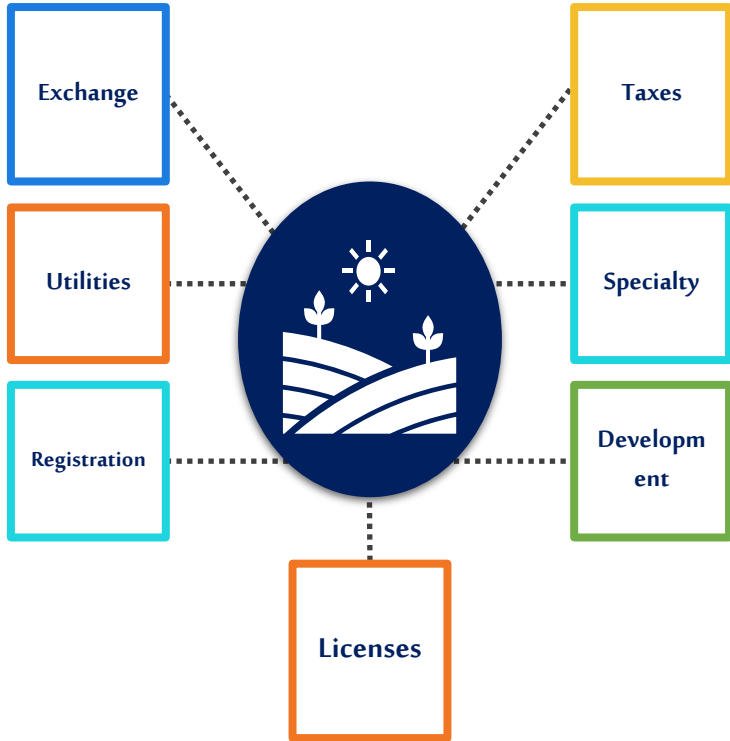 Exchange
Taxes
Utilities
Specialty
Registration
Developm
ent
Licenses